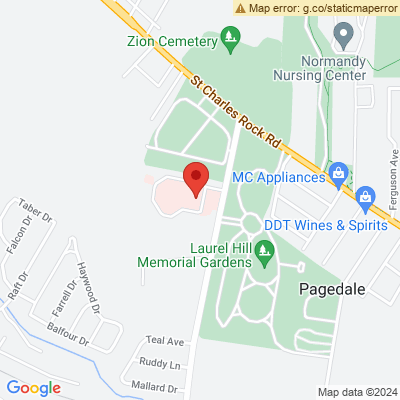 Map error: g.co/staticmaperror
Zion Cemetery
Normandy
Nursing Center
St Charles Rock Rd
MC Appliances
Ferguson Ave
DDT Wines & Spirits
Taber Dr
Falcon Dr
Laurel Hill
Memorial Gardens
Haywood Dr
Raft Dr
Farrell Dr
Pagedale
Balfour Dr
Teal Ave
Ruddy Ln
Mallard Dr
Google
Map data ©2024